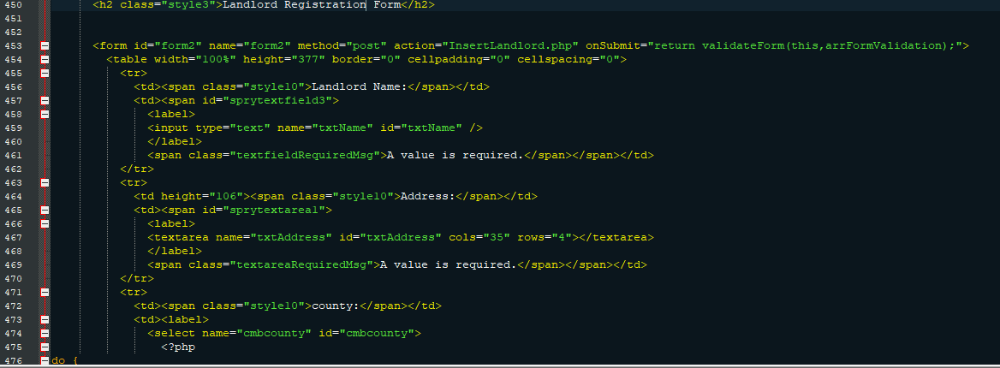 450 <h2 class="style3">Landlord Registration Form</h2>
451
452
453 <form id="form2" name="form2" method="post" action="InsertLandlord.php" onSubmit="return validateForm(this,arrFormValidation);">
454 <table width="100%" height="377" border="0" cellpadding="0" cellspacing="0">
455 <tr>
456 <td><span class="style10">Landlord Name:</span></td>
457 <td><span id="sprytextfield3">
458 <label>
459 <input type="text" name="txtName" id="txtName" />
460 </label>
461 <span class="textfieldRequiredMsg">A value is required.</span></span></td>
462 </tr>
463 <tr>
464 <td height="106"><span class="style10">Address:</span></td>
465 <td><span id="sprytextarea1">
466 <label>
467 <textarea name="txtAddress" id="txtAddress" cols="35" rows="4"></textarea>
468 </label>
469 <span class="textareaRequiredMsg">A value is required.</span></span></td>
470 </tr>
471 <tr>
472 <td><span class="style10">county:</span></td>
473 <td><label>
474 <select name="cmbcounty" id="cmbcounty">
475 <?php
476 do {